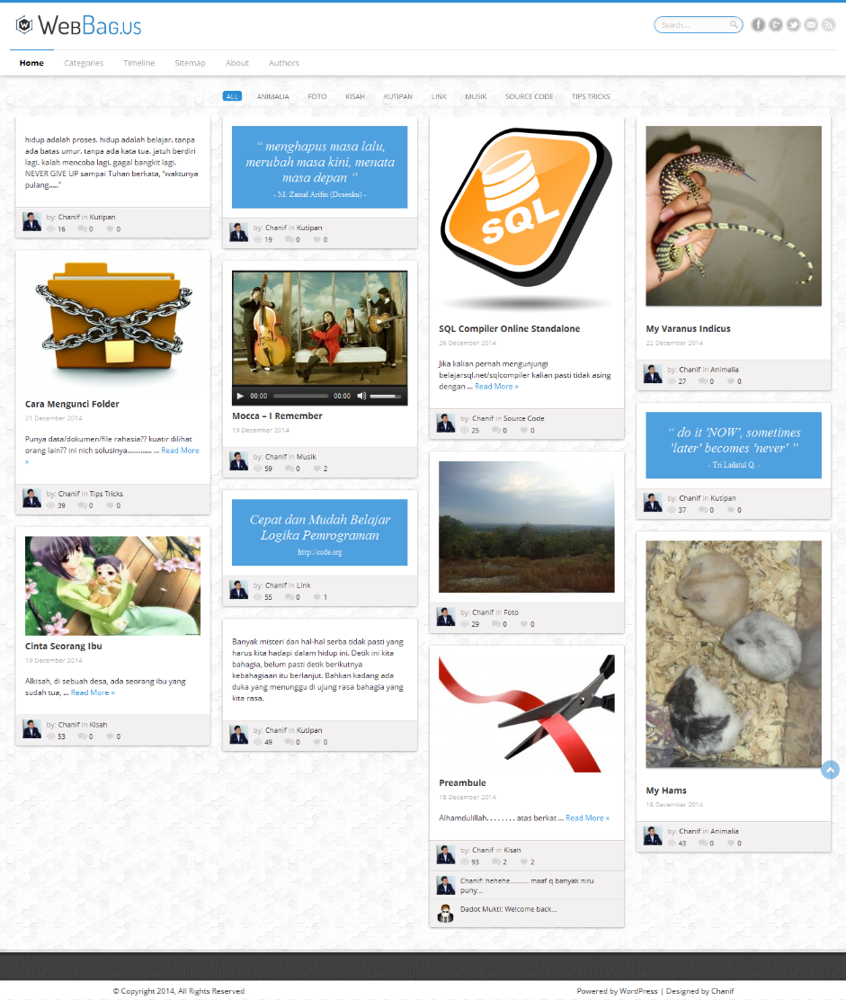 WebBag.us
Search...
Home
Categories
Timeline
Sitemap
About
Authors
ALL
ANIMALIA
FOTO
KISAH
KUTIPAN
LINK
MUSIK
SOURCE CODE
TIPS TRICKS
hidup adalah proses. hidup adalah belajar. tanpa
ada batas umur. tanpa ada kata tua. jatuh berdiri
lagi. kalah mencoba lagi. gagal bangkit lagi.
NEVER GIVE UP sampai Tuhan berkata, "waktunya
pulang....."
by: Chanif in Kutipan
16 0 0
Cara Mengunci Folder
21 December 2014
Punya data/dokumen/file rahasia?? kuatir dilihat
orang lain?? ini nich solusinya............. ... Read More
»
by: Chanif in Tips Tricks
39 0 0
Cinta Seorang Ibu
19 December 2014
Alkisah, di sebuah desa, ada seorang ibu yang
sudah tua, ... Read More »
by: Chanif in Kisah
53 0 0
“ menghapus masa lalu,
merubah masa kini, menata
masa depan ”
- M. Zainal Arifin (Dosenku) -
by: Chanif in Kutipan
19 0 0
00:00 00:00
Mocca – I Remember
19 December 2014
by: Chanif in Musik
59 0 2
Cepat dan Mudah Belajar
Logika Pemrograman
http://code.org
by: Chanif in Link
55 0 1
Banyak misteri dan hal-hal serba tidak pasti yang
harus kita hadapi dalam hidup ini. Detik ini kita
bahagia, belum pasti detik berikutnya
kebahagiaan itu berlanjut. Bahkan kadang ada
duka yang menunggu di ujung rasa bahagia yang
kita rasa.
by: Chanif in Kutipan
49 0 0
SQL
SQL Compiler Online Standalone
26 December 2014
Jika kalian pernah mengunjungi
belajarsql.net/sqlcompiler kalian pasti tidak asing
dengan ... Read More »
by: Chanif in Source Code
25 0 0
by: Chanif in Foto
29 0 0
Preambule
18 December 2014
Alhamdulillah. . . . . . . . atas berkat ... Read More »
by: Chanif in Kisah
93 2 2
Chanif: hehehe.......... maaf q banyak niru
puny...
Dadot Mukti: Welcome back...
My Varanus Indicus
22 December 2014
by: Chanif in Animalia
27 0 0
“ do it 'NOW', sometimes
'later' becomes 'never' ”
- Tri Lailatul Q. -
by: Chanif in Kutipan
37 0 0
My Hams
18 December 2014
by: Chanif in Animalia
43 0 0
© Copyright 2014, All Rights Reserved
Powered by WordPress | Designed by Chanif